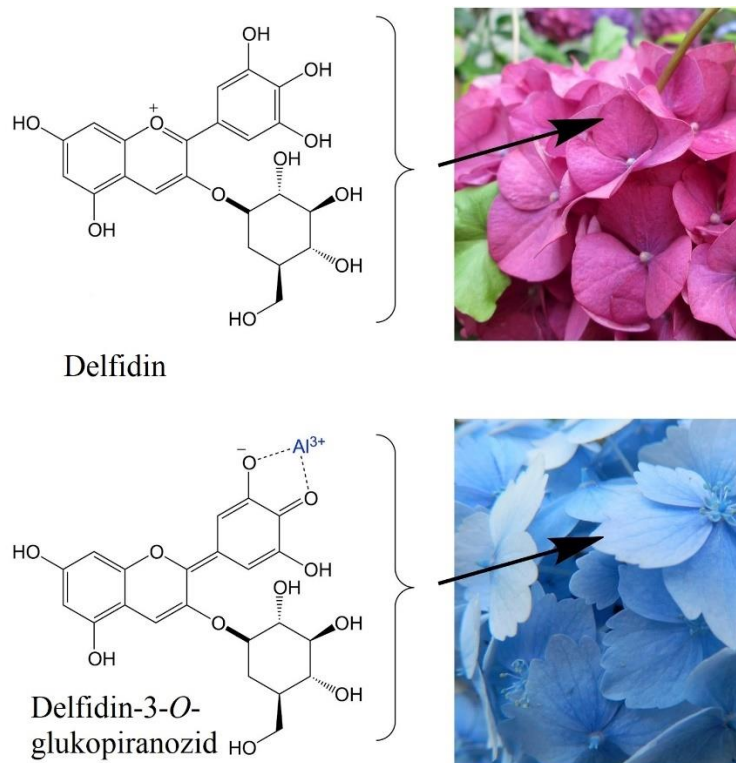 OH
OH
OH
HO
+
O
OH
OH
O
OH
OH
HO
Delfidin
Al³⁺
−
O
O
HO
O
OH
OH
O
OH
OH
OH
Delfidin-3-O-
glukopiranozid
HO